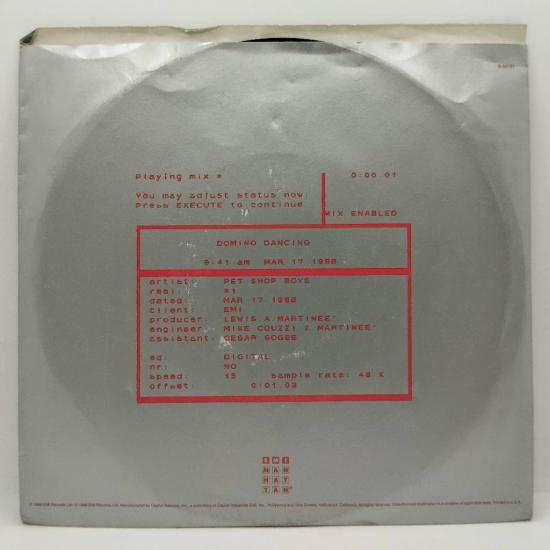 Playing mix #
0:00.01
You may adjust status now.
Press EXECUTE to continue
MIX ENABLED
DOMINO DANCING
9:41 am MAR 17 1988
artist: PET SHOP BOYS
reel: #1
dated: MAR 17 1988
client: EMI
producer: LEWIS A.MARTINEE'
engineer: MIKE COUZZI & MARTINEE'
assistant: CESAR SOGBE
eq: DIGITAL
nr: NO
speed: 15 Sample rate: 48 K
offset: 0:01.03
EMI
MAN
HAT
TAN